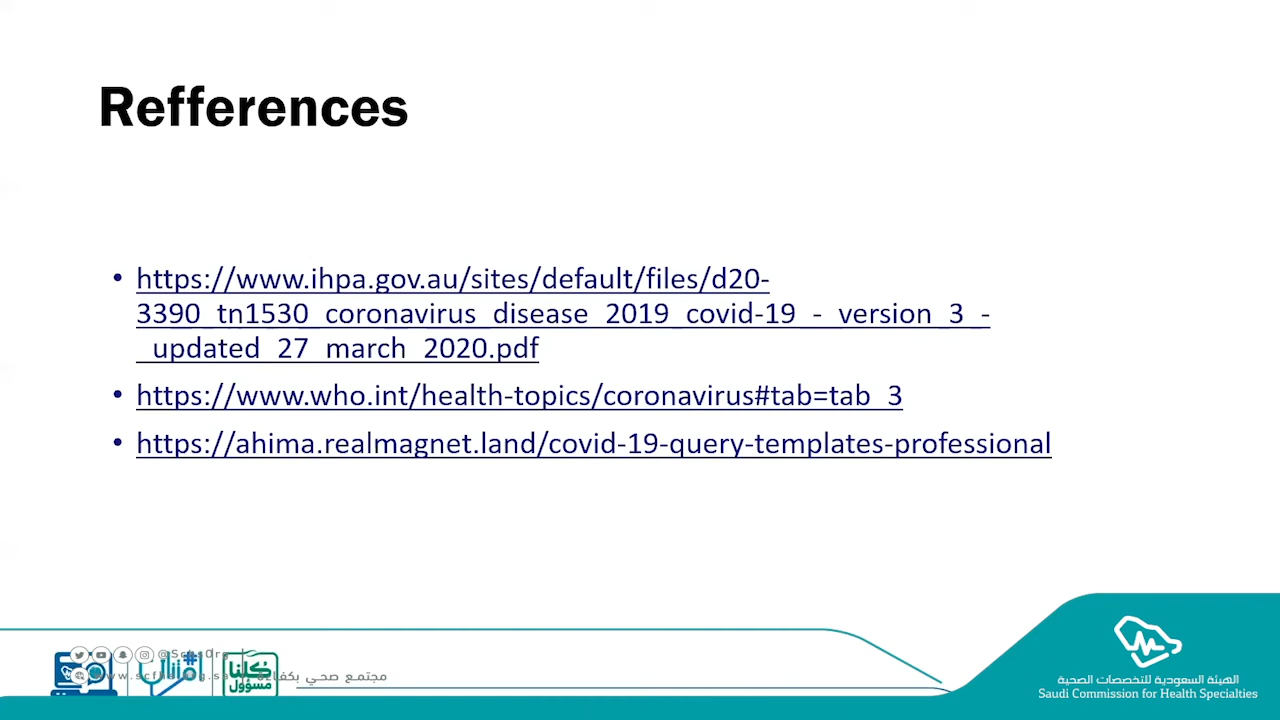 Refferences
• https://www.ihpa.gov.au/sites/default/files/d20-
3390_tn1530_coronavirus_disease_2019_covid-19_-_version_3_-
_updated_27_march_2020.pdf
• https://www.who.int/health-topics/coronavirus#tab=tab_3
• https://ahima.realmagnet.land/covid-19-query-templates-professional
كلنا
مسؤول
مجتمع صحي بكفاءة
الهيئة السعودية للتخصصات الصحية
Saudi Commission for Health Specialties